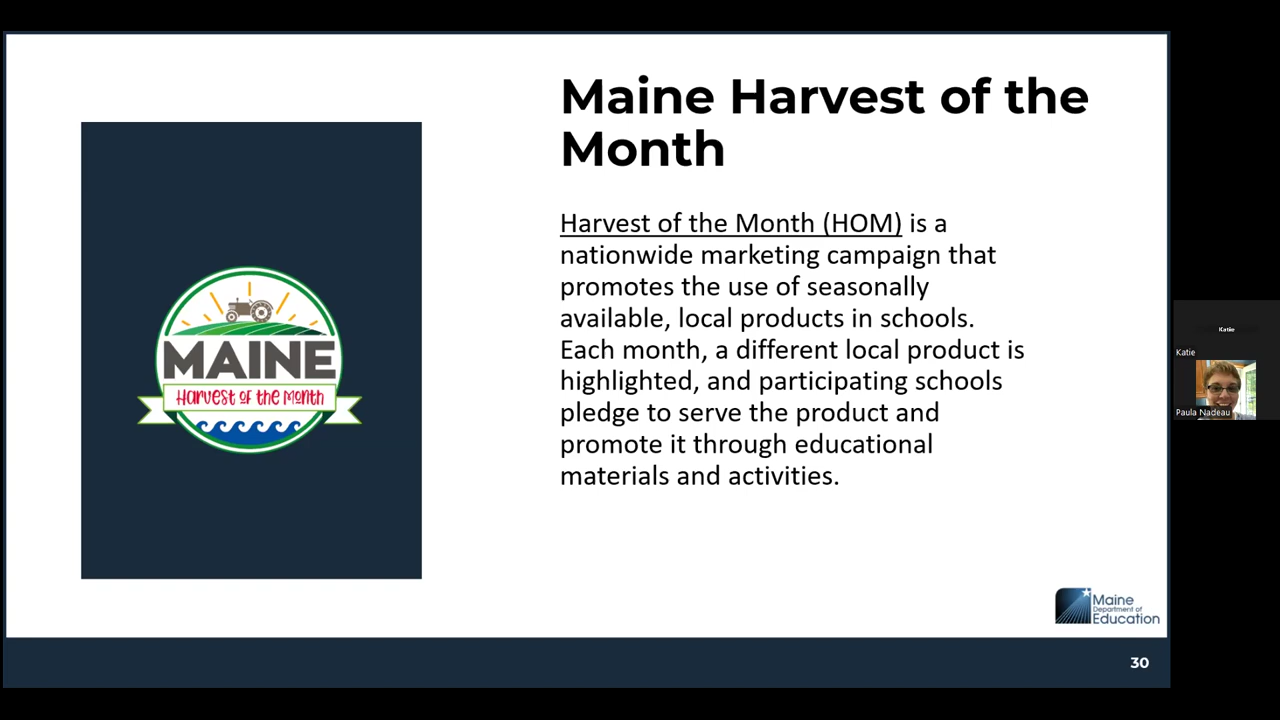 Maine Harvest of the
Month
Harvest of the Month (HOM) is a
nationwide marketing campaign that
promotes the use of seasonally
available, local products in schools.
Each month, a different local product is
highlighted, and participating schools
pledge to serve the product and
promote it through educational
materials and activities.
MAINE
Harvest of the Month
Maine
Department of
Education
30
Katie
Katie
Paula Nadeau